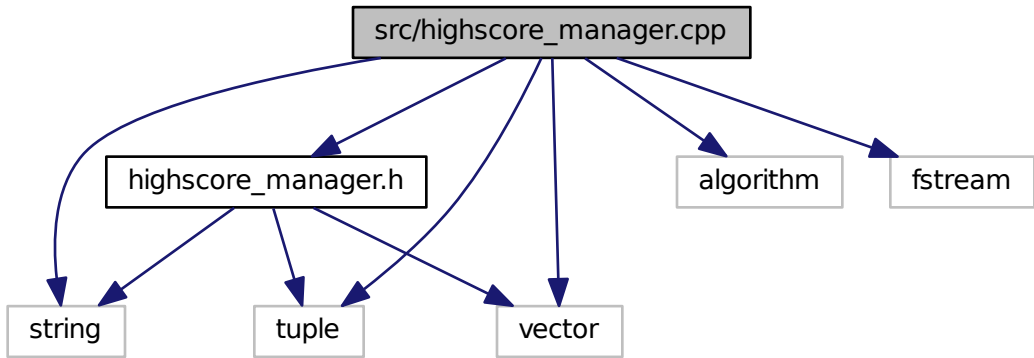 src/highscore_manager.cpp
highscore_manager.h
algorithm
fstream
string
tuple
vector